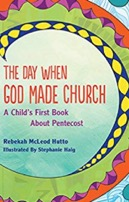 THE DAY WHEN
GOD MADE CHURCH
A Child's First Book
About Pentecost
Rebekah McLeod Hutto
Illustrated By Stephanie Haig